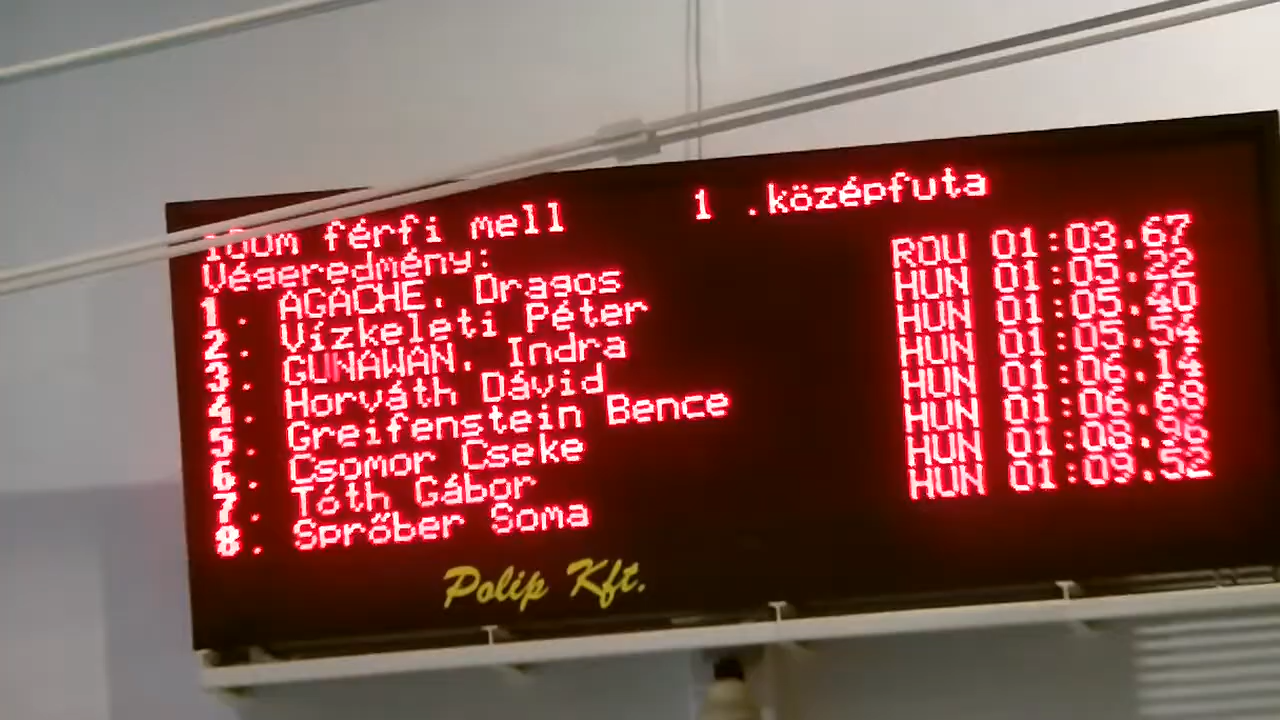 100m férfi mell 1 .középfuta
Végeredmény:
1. AGACHE, Dragos ROU 01:03.67
2. Vízkeleti Péter HUN 01:05.22
3. GUNAWAN, Indra HUN 01:05.40
4. Horváth Dávid HUN 01:05.54
5. Greifenstein Bence HUN 01:06.14
6. Csomor Cseke HUN 01:06.68
7. Tóth Gábor HUN 01:08.96
8. Sprőber Soma HUN 01:09.52
Polip Kft.